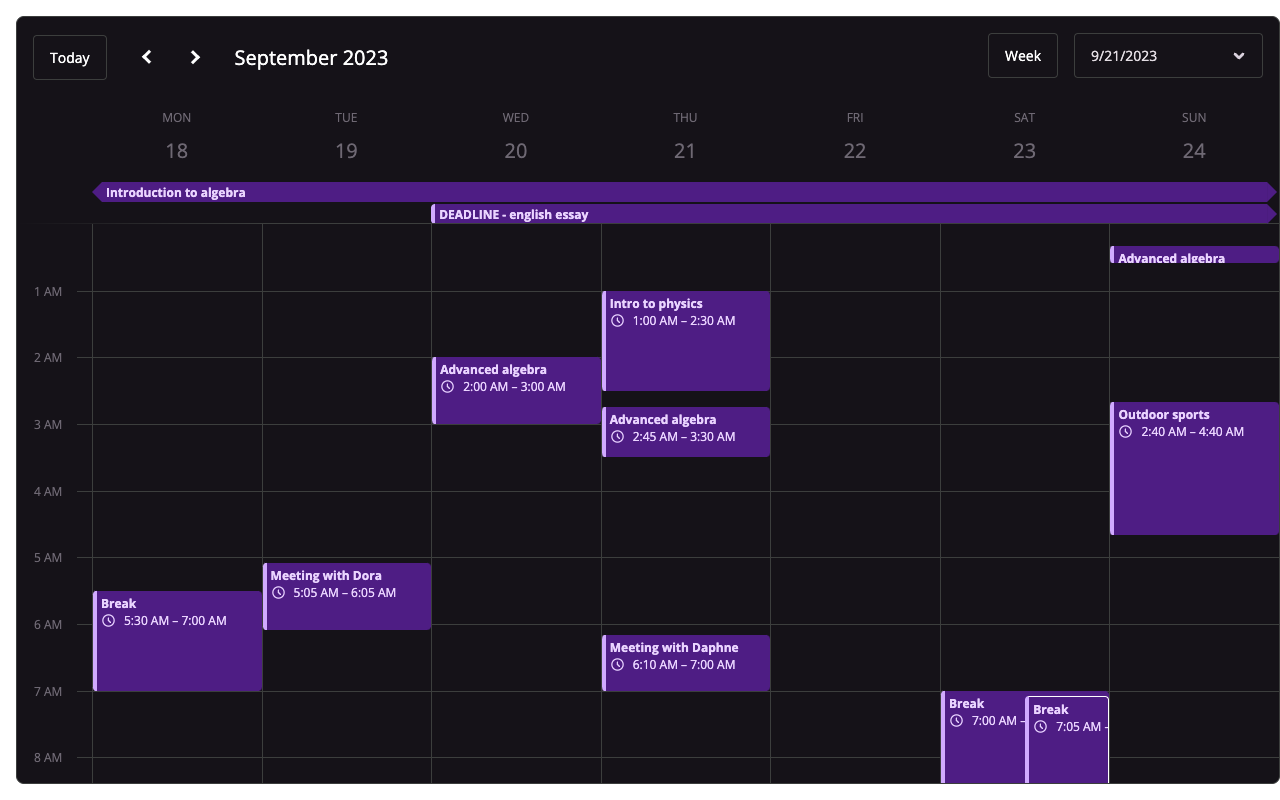 Today
September 2023
Week
9/21/2023
MON
TUE
WED
THU
FRI
SAT
SUN
18
19
20
21
22
23
24
Introduction to algebra
DEADLINE - english essay
Advanced algebra
1 AM
Intro to physics
1:00 AM – 2:30 AM
2 AM
Advanced algebra
2:00 AM – 3:00 AM
Advanced algebra
2:45 AM – 3:30 AM
Outdoor sports
2:40 AM – 4:40 AM
3 AM
4 AM
5 AM
Meeting with Dora
5:05 AM – 6:05 AM
Break
5:30 AM – 7:00 AM
6 AM
Meeting with Daphne
6:10 AM – 7:00 AM
7 AM
Break
7:00 AM –
Break
7:05 AM -
8 AM